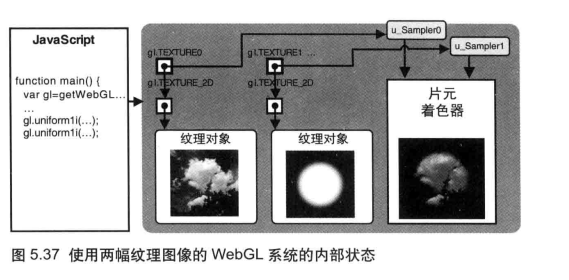 JavaScript
function main() {
var gl=getWebGL…
…
gl.uniform1i(…);
gl.uniform1i(…);
gl.TEXTURE0
gl.TEXTURE_2D
纹理对象
gl.TEXTURE1 …
gl.TEXTURE_2D
纹理对象
u_Sampler0
u_Sampler1
片元
着色器
图 5.37 使用两幅纹理图像的 WebGL 系统的内部状态